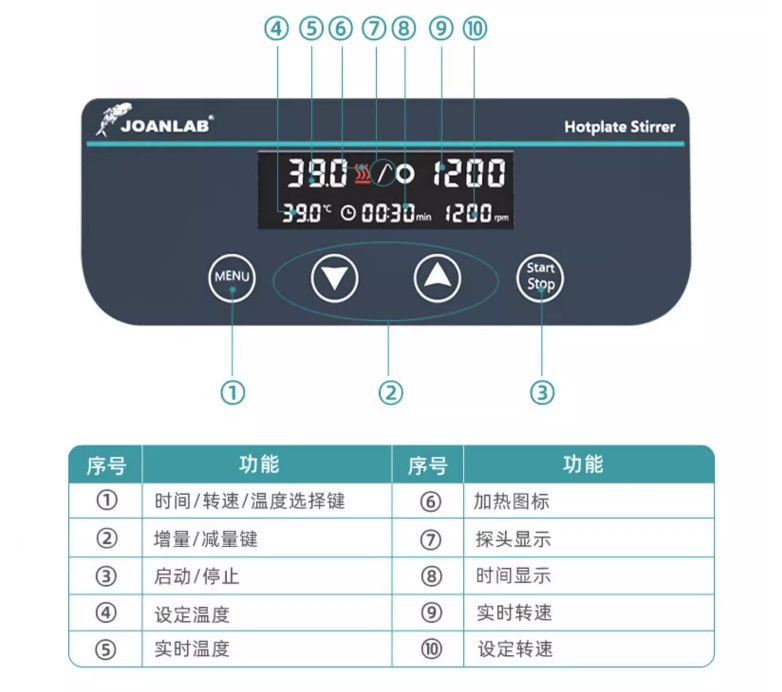 ④ ⑤ ⑥ ⑦ ⑧ ⑨ ⑩
JOANLAB®
Hotplate Stirrer
39.0 1200
39.0℃ 00:30min 1200rpm
MENU
Start
Stop
① ② ③
序号 功能 序号 功能
① 时间/转速/温度选择键 ⑥ 加热图标
② 增量/减量键 ⑦ 探头显示
③ 启动/停止 ⑧ 时间显示
④ 设定温度 ⑨ 实时转速
⑤ 实时温度 ⑩ 设定转速